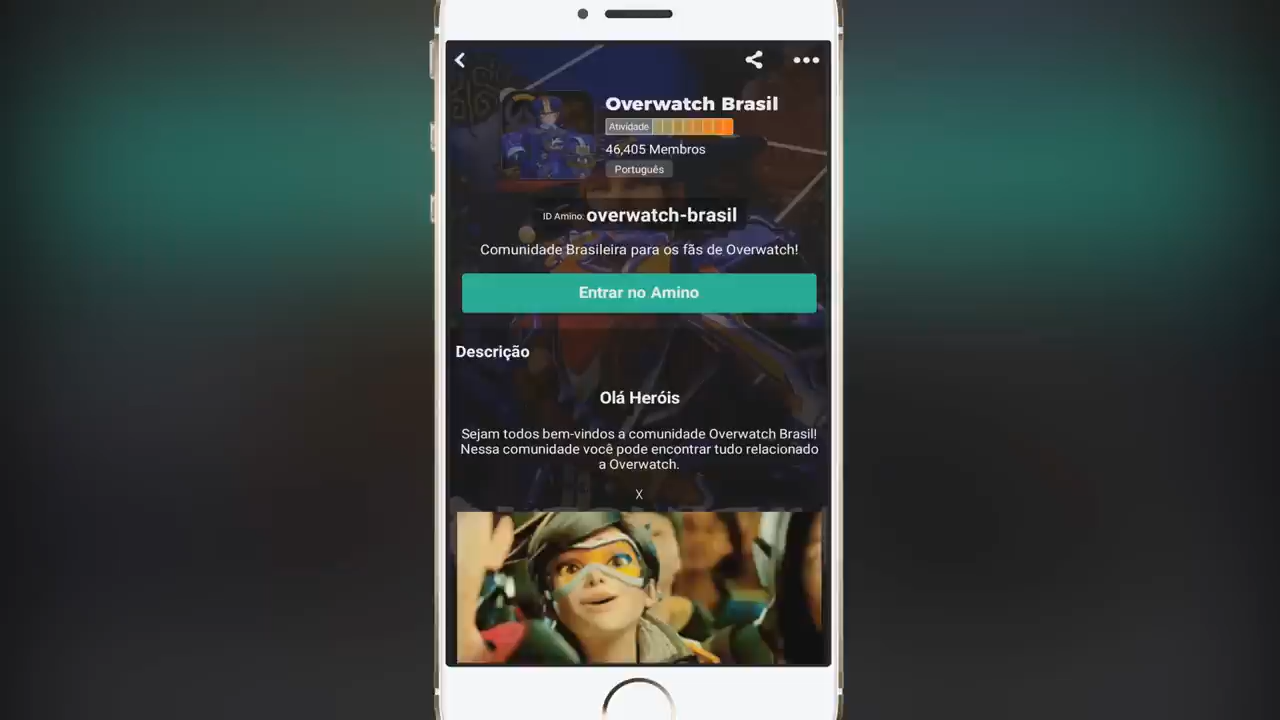 Overwatch Brasil
Atividade
46,405 Membros
Português
ID Amino: overwatch-brasil
Comunidade Brasileira para os fãs de Overwatch!
Entrar no Amino
Descrição
Olá Heróis
Sejam todos bem-vindos a comunidade Overwatch Brasil!
Nessa comunidade você pode encontrar tudo relacionado
a Overwatch.
X